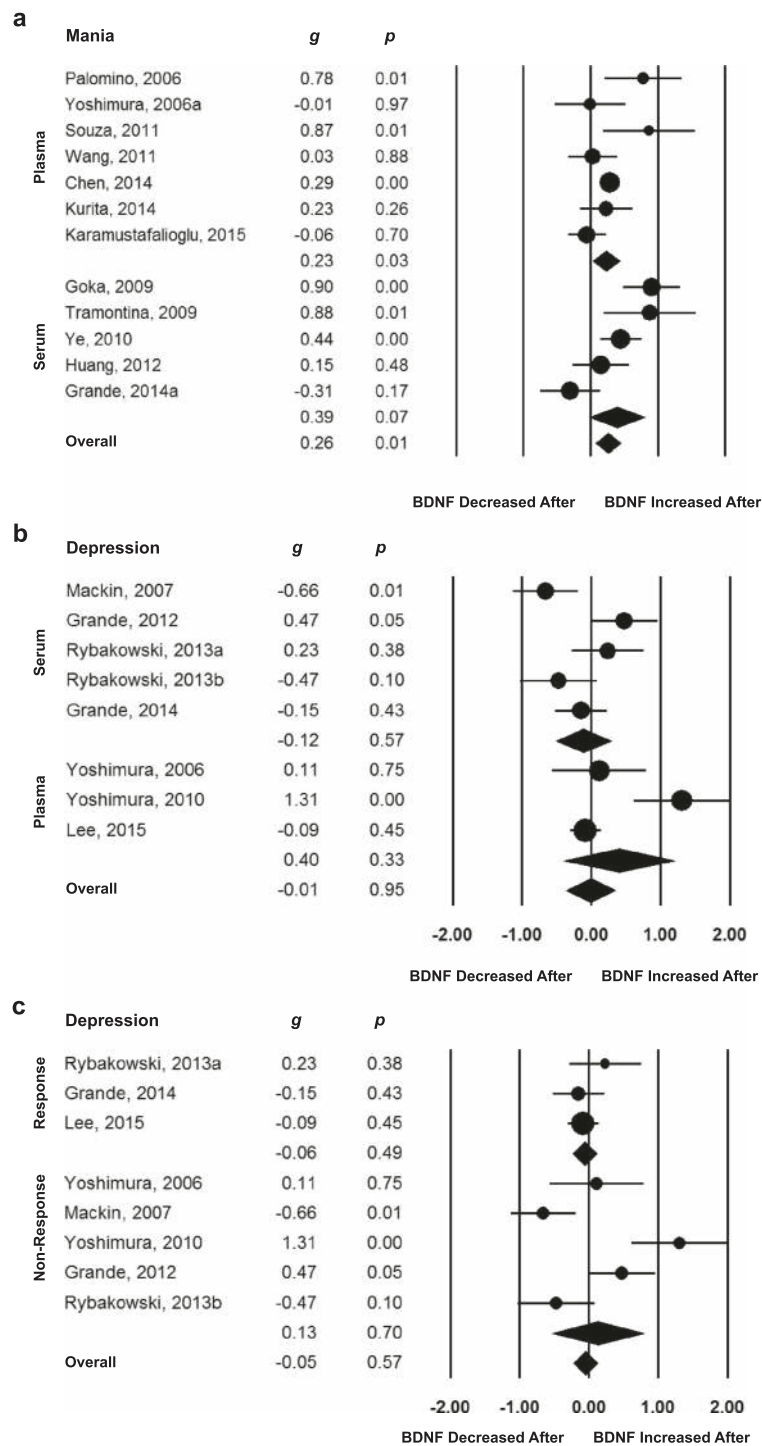 a
Mania g p
Plasma
Palomino, 2006 0.78 0.01
Yoshimura, 2006a -0.01 0.97
Souza, 2011 0.87 0.01
Wang, 2011 0.03 0.88
Chen, 2014 0.29 0.00
Kurita, 2014 0.23 0.26
Karamustafalioglu, 2015 -0.06 0.70
0.23 0.03
Serum
Goka, 2009 0.90 0.00
Tramontina, 2009 0.88 0.01
Ye, 2010 0.44 0.00
Huang, 2012 0.15 0.48
Grande, 2014a -0.31 0.17
0.39 0.07
Overall 0.26 0.01
BDNF Decreased After BDNF Increased After
b
Depression g p
Serum
Mackin, 2007 -0.66 0.01
Grande, 2012 0.47 0.05
Rybakowski, 2013a 0.23 0.38
Rybakowski, 2013b -0.47 0.10
Grande, 2014 -0.15 0.43
-0.12 0.57
Plasma
Yoshimura, 2006 0.11 0.75
Yoshimura, 2010 1.31 0.00
Lee, 2015 -0.09 0.45
0.40 0.33
Overall -0.01 0.95
-2.00 -1.00 0.00 1.00 2.00
BDNF Decreased After BDNF Increased After
c
Depression g p
Response
Rybakowski, 2013a 0.23 0.38
Grande, 2014 -0.15 0.43
Lee, 2015 -0.09 0.45
-0.06 0.49
Non-Response
Yoshimura, 2006 0.11 0.75
Mackin, 2007 -0.66 0.01
Yoshimura, 2010 1.31 0.00
Grande, 2012 0.47 0.05
Rybakowski, 2013b -0.47 0.10
0.13 0.70
Overall -0.05 0.57
-2.00 -1.00 0.00 1.00 2.00
BDNF Decreased After BDNF Increased After